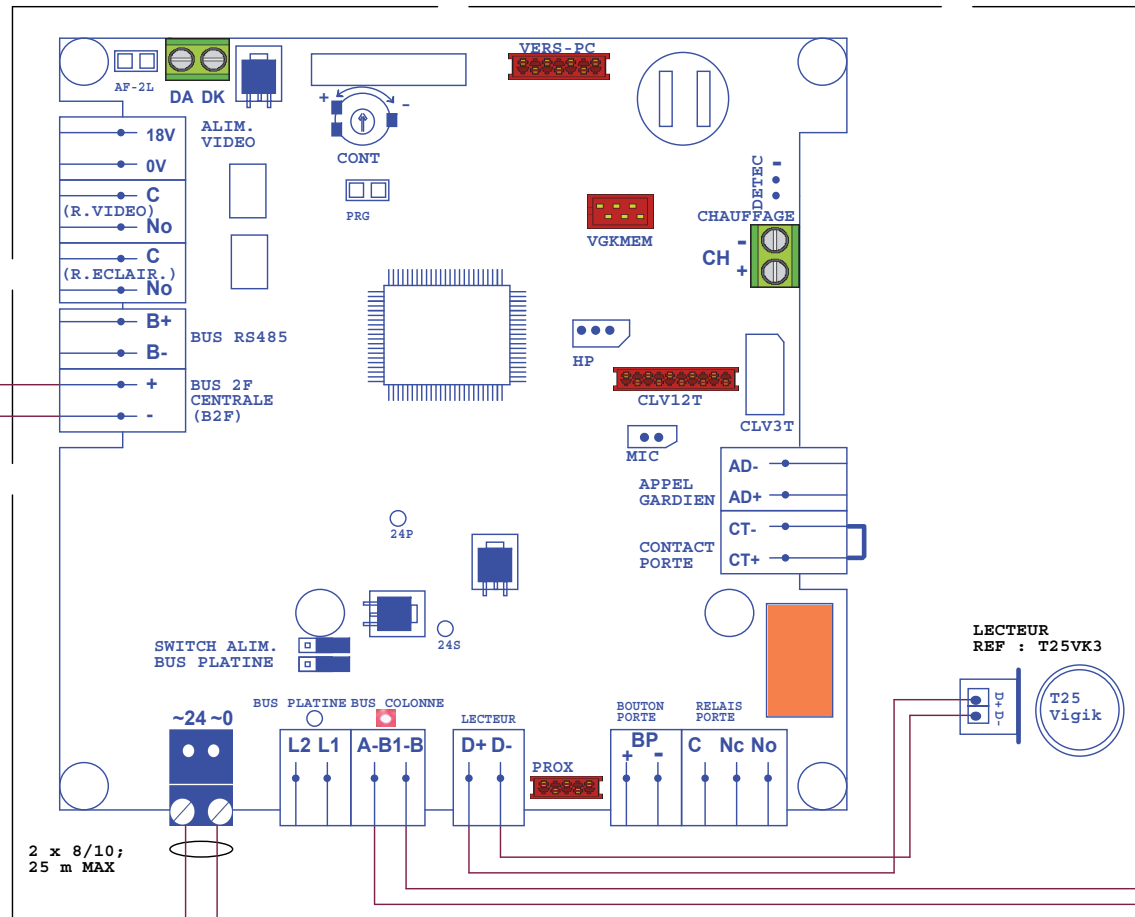 VERS-PC
AF-2L
DA DK
ALIM.
VIDEO
+ -
CONT
PRG
18V
0V
C
(R.VIDEO)
No
C
(R.ECLAIR.)
No
B+
BUS RS485
B-
+
-
BUS 2F
CENTRALE
(B2F)
DETEC
-
CHAUFFAGE
CH
-
+
VGKMEM
HP
CLV12T
CLV3T
MIC
APPEL
GARDIEN
AD-
AD+
CONTACT
PORTE
CT-
CT+
24P
24S
SWITCH ALIM.
BUS PLATINE
LECTEUR
REF : T25VK3
D+ D-
T25
Vigik
~24 ~0
BUS PLATINE
L2 L1
BUS COLONNE
A-B1-B
LECTEUR
D+ D-
PROX
BOUTON
PORTE
BP
+ -
RELAIS
PORTE
C Nc No
2 x 8/10;
25 m MAX